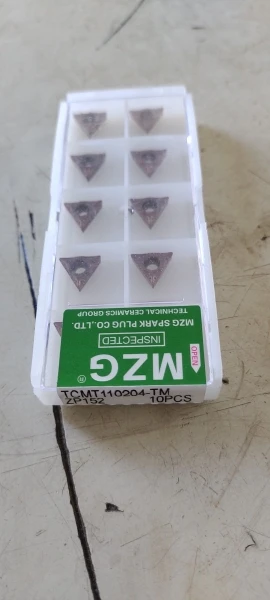 TCMT110204-TM
ZP152 10PCS
OPEN
MZG®
INSPECTED
TECHNICAL CERAMICS GROUP
MZG SPARK PLUG CO.,LTD.